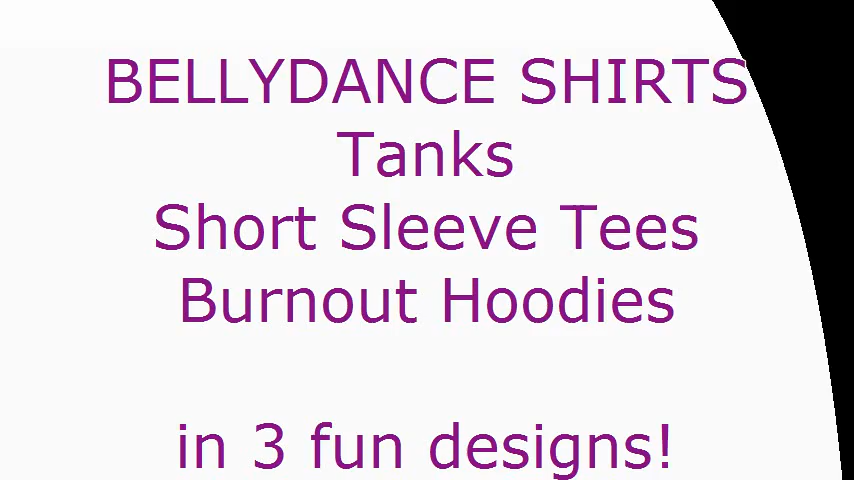 BELLYDANCE SHIRTS
Tanks
Short Sleeve Tees
Burnout Hoodies
in 3 fun designs!